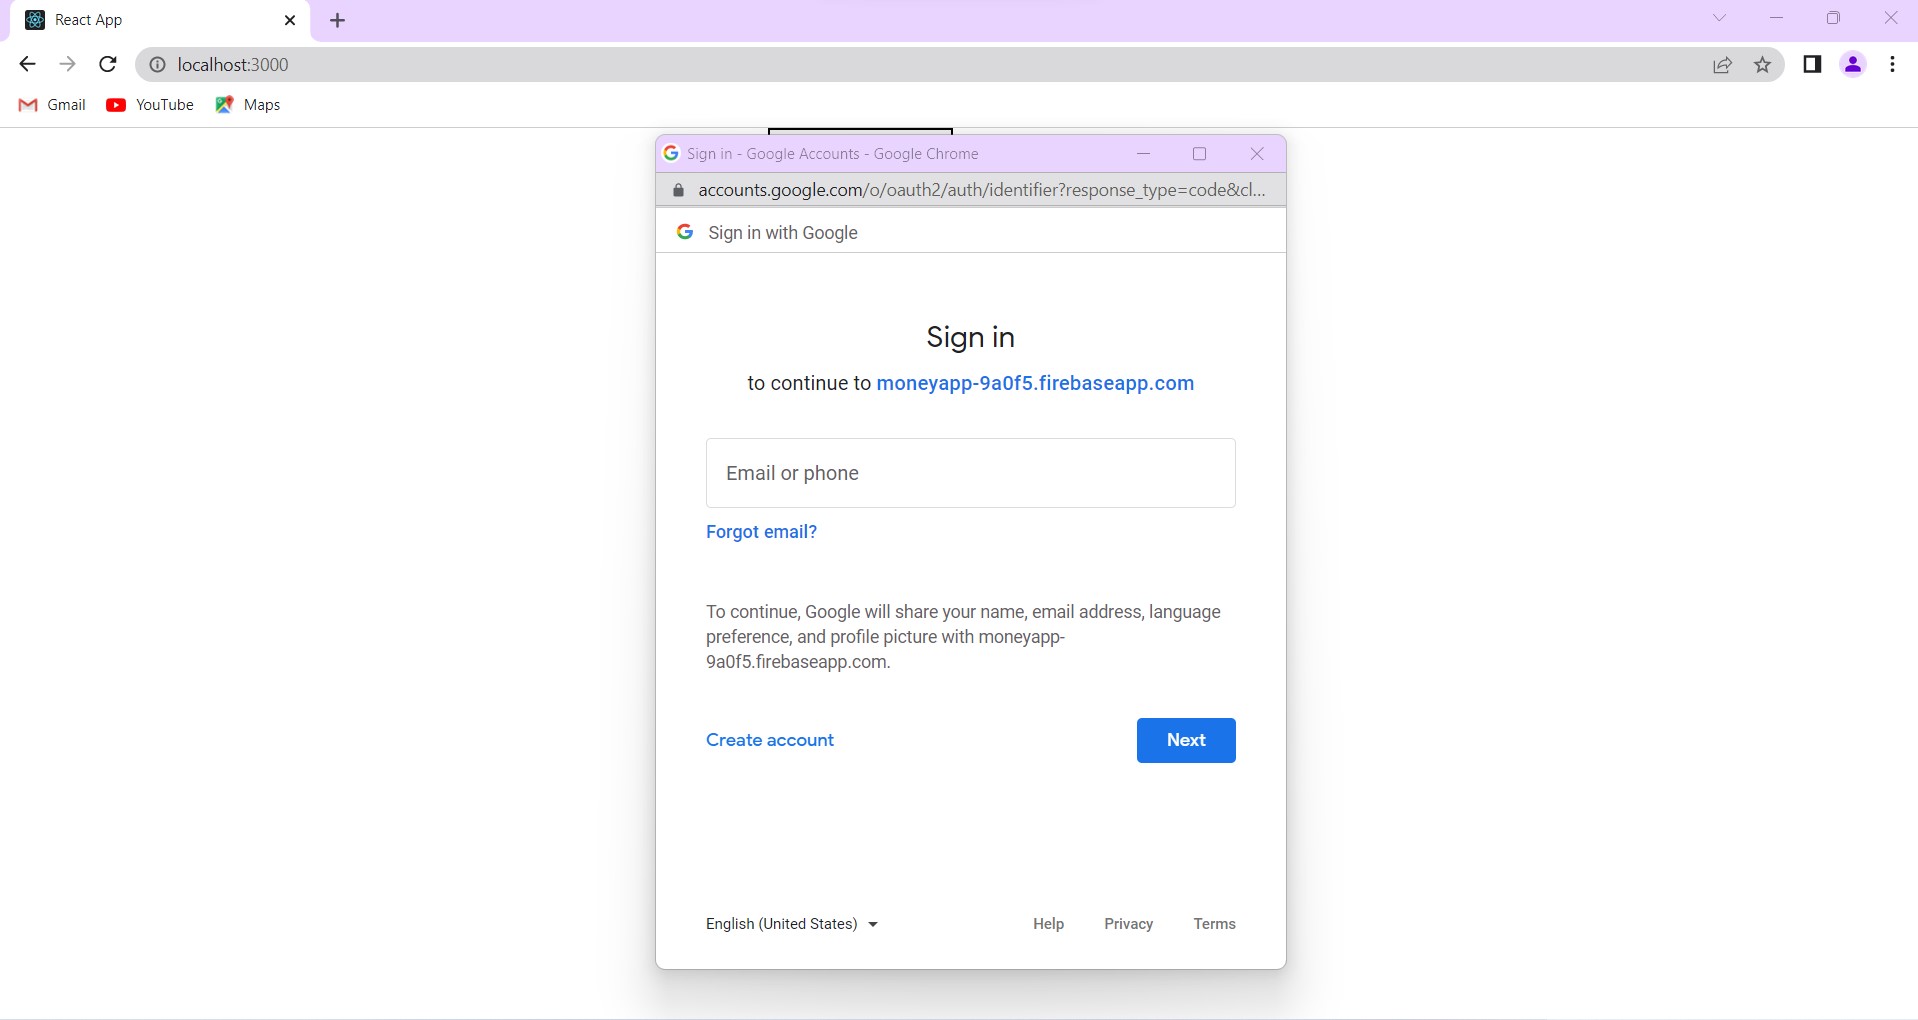 React App
localhost:3000
Gmail YouTube Maps
Sign in - Google Accounts - Google Chrome
accounts.google.com/o/oauth2/auth/identifier?response_type=code&cl...
Sign in with Google
Sign in
to continue to moneyapp-9a0f5.firebaseapp.com
Email or phone
Forgot email?
To continue, Google will share your name, email address, language
preference, and profile picture with moneyapp-
9a0f5.firebaseapp.com.
Create account Next
English (United States) Help Privacy Terms